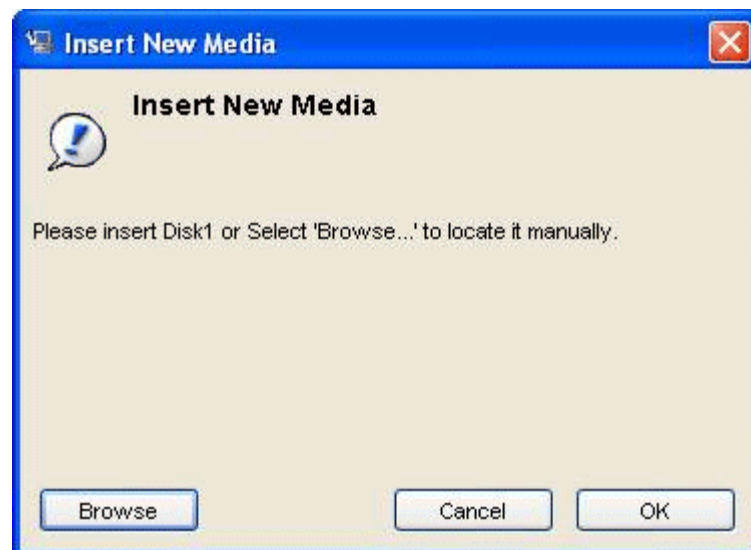 Insert New Media
Insert New Media
Please insert Disk1 or Select 'Browse...' to locate it manually.
Browse Cancel OK